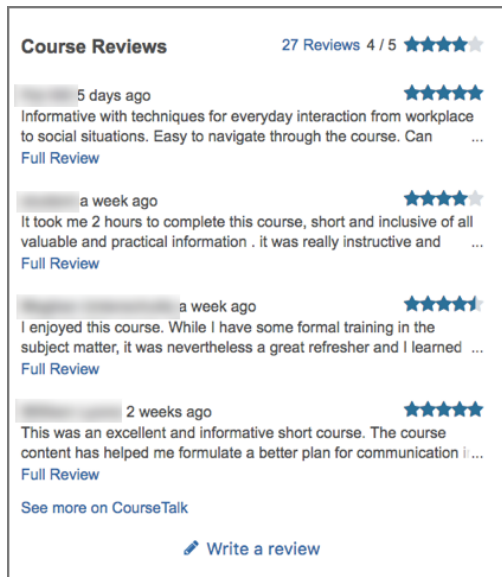 Course Reviews
27 Reviews 4 / 5
5 days ago
Informative with techniques for everyday interaction from workplace
to social situations. Easy to navigate through the course. Can ...
Full Review
a week ago
It took me 2 hours to complete this course, short and inclusive of all
valuable and practical information . it was really instructive and ...
Full Review
a week ago
I enjoyed this course. While I have some formal training in the
subject matter, it was nevertheless a great refresher and I learned ...
Full Review
2 weeks ago
This was an excellent and informative short course. The course
content has helped me formulate a better plan for communication i...
Full Review
See more on CourseTalk
Write a review